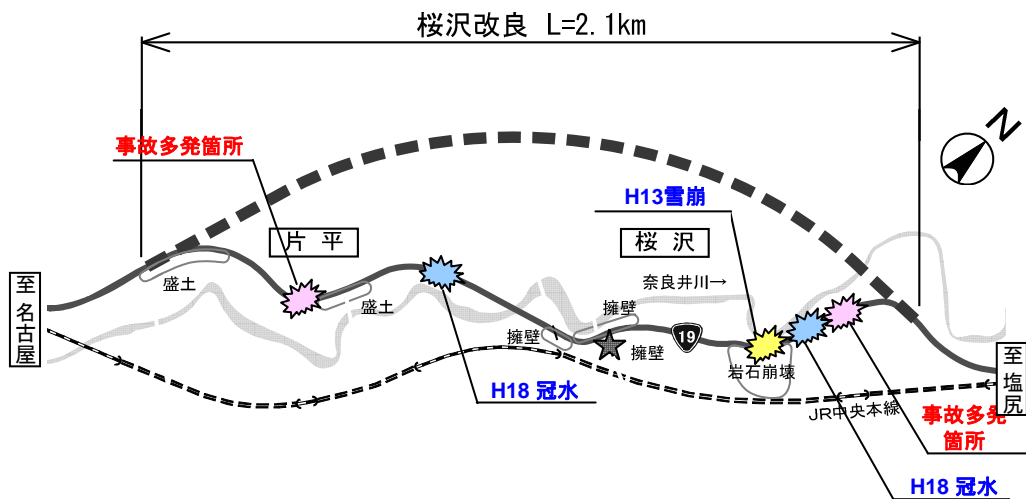 桜沢改良 L=2.1km
N
事故多発箇所
H13雪崩
片 平
桜 沢
奈良井川→
至名古屋
盛土
盛土
擁壁
擁壁
擁壁
19
岩石崩壊
至塩尻
H18 冠水
JR中央本線
事故多発
箇所
H18 冠水